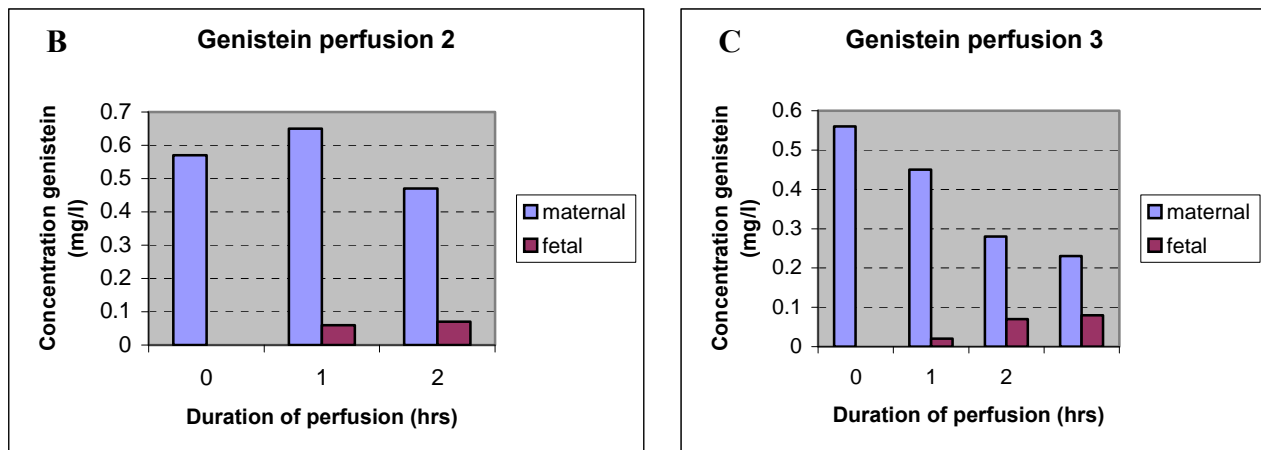 B
Genistein perfusion 2
Concentration genistein
(mg/l)
0.7
0.6
0.5
0.4
0.3
0.2
0.1
0
0 1 2
Duration of perfusion (hrs)
maternal
fetal
C
Genistein perfusion 3
Concentration genistein
(mg/l)
0.6
0.5
0.4
0.3
0.2
0.1
0
0 1 2
Duration of perfusion (hrs)
maternal
fetal